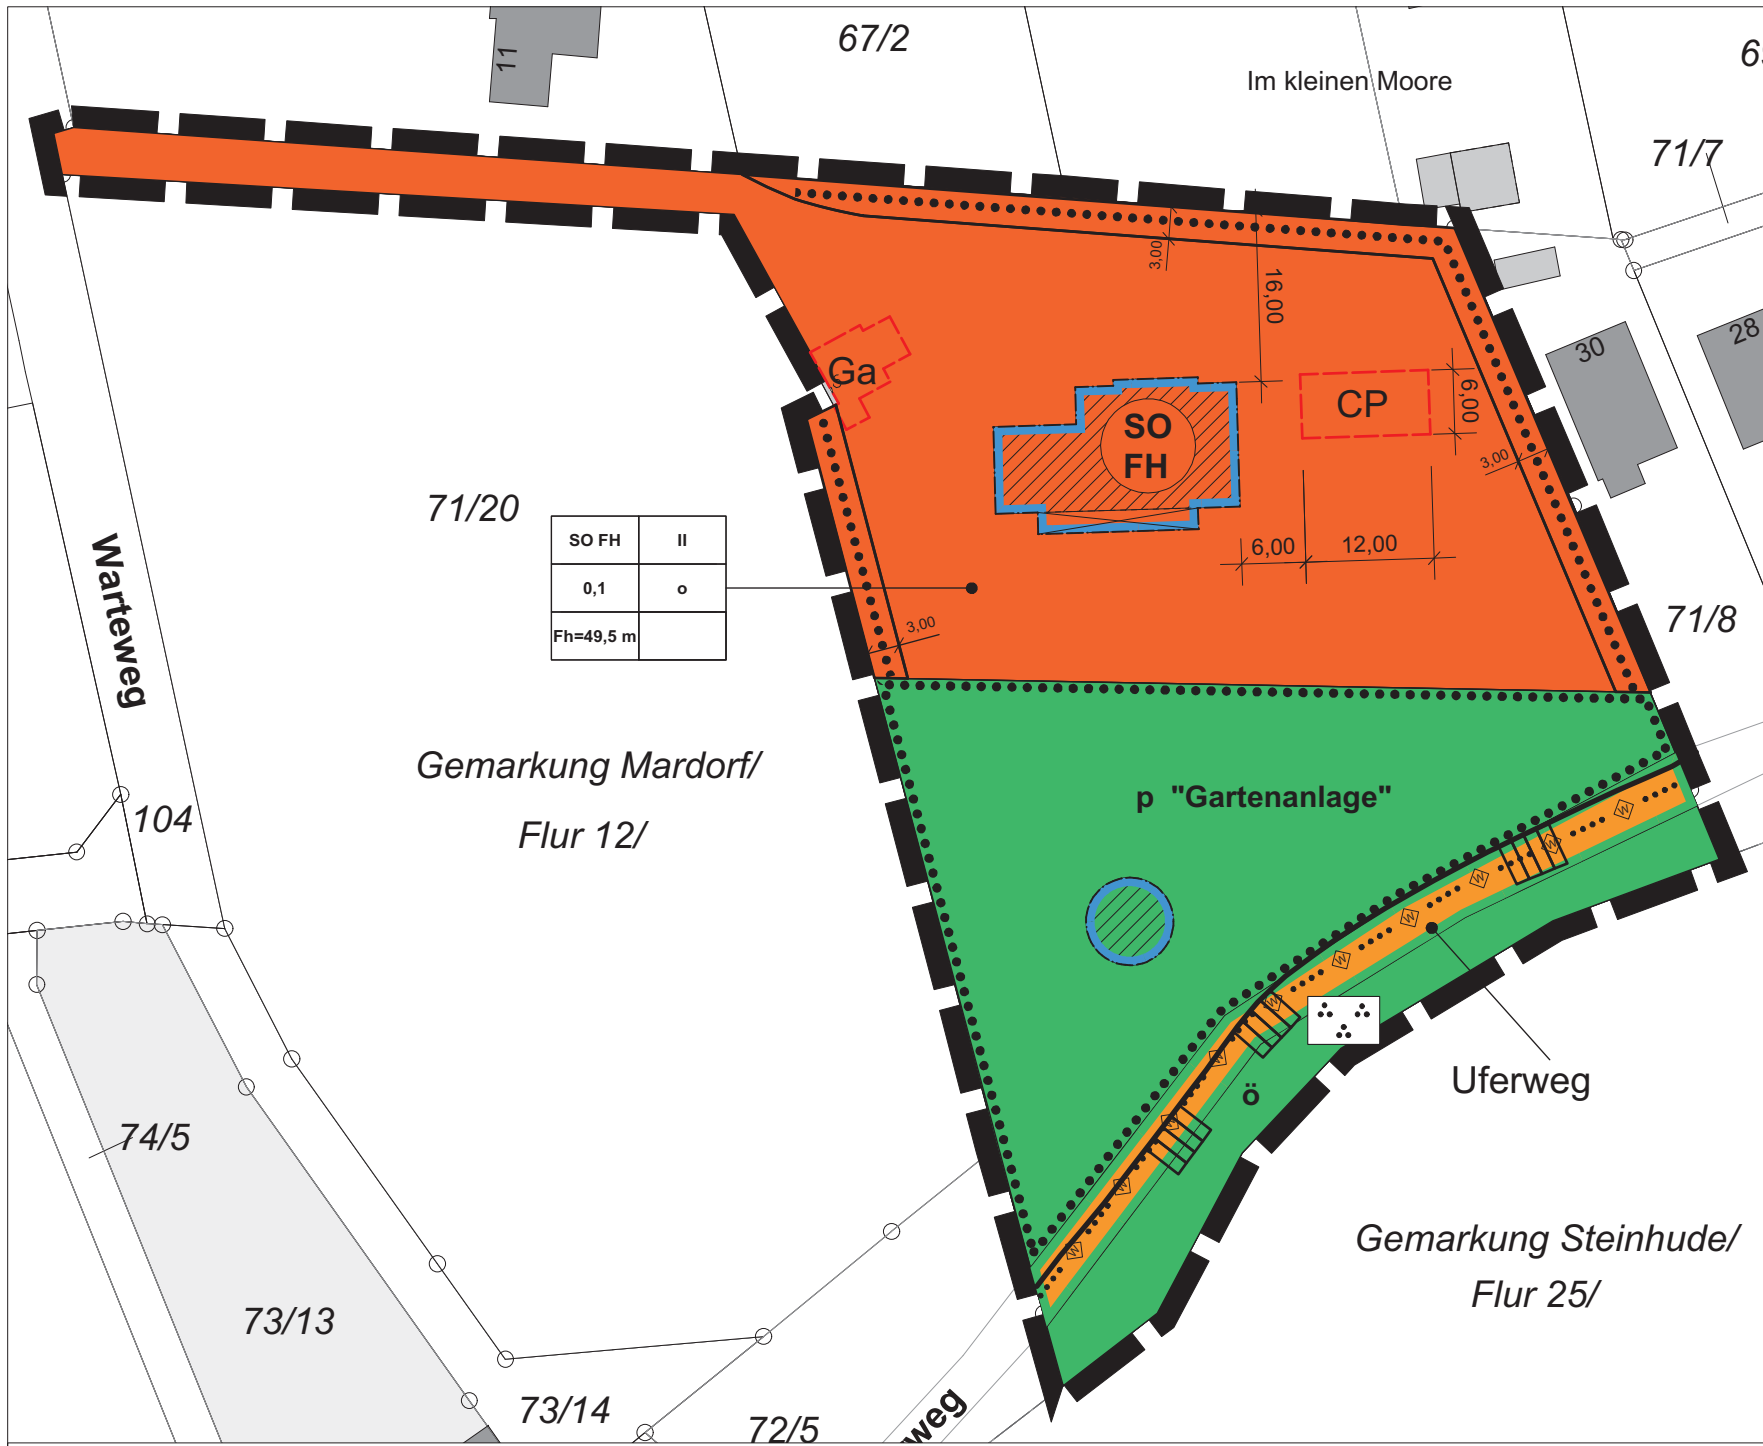 11
67/2
Im kleinen Moore
71/7
3,00
16,00
30
28
Ga
CP
6,00
SO
FH
3,00
71/20
SO FH II
0,1 o
Fh=49,5 m
6,00
12,00
3,00
71/8
Warteweg
Gemarkung Mardorf/
Flur 12/
p "Gartenanlage"
104
Uferweg
ö
74/5
Gemarkung Steinhude/
Flur 25/
73/13
73/14
72/5
weg